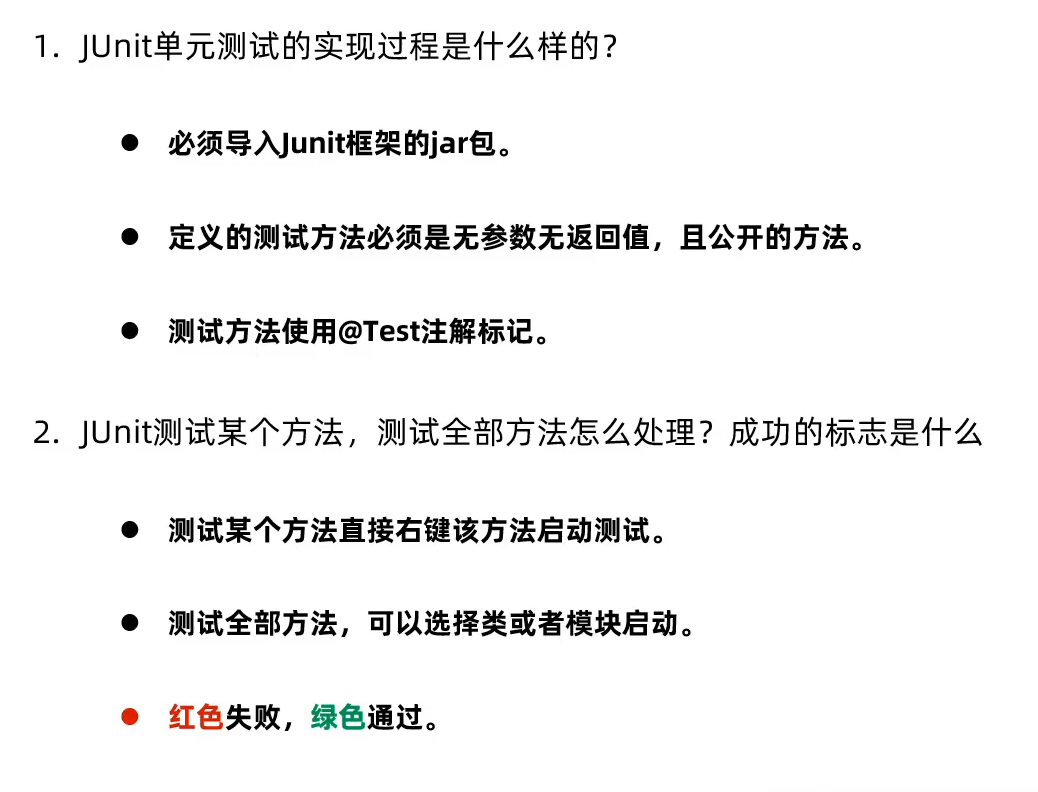 1. JUnit单元测试的实现过程是什么样的？
● 必须导入Junit框架的jar包。
● 定义的测试方法必须是无参数无返回值，且公开的方法。
● 测试方法使用@Test注解标记。
2. JUnit测试某个方法，测试全部方法怎么处理？成功的标志是什么
● 测试某个方法直接右键该方法启动测试。
● 测试全部方法，可以选择类或者模块启动。
● 红色失败，绿色通过。